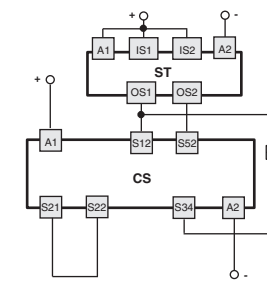 + -
A1 IS1 IS2 A2
ST
+ OS1 OS2
A1 S12 S52
CS
S21 S22 S34 A2
-